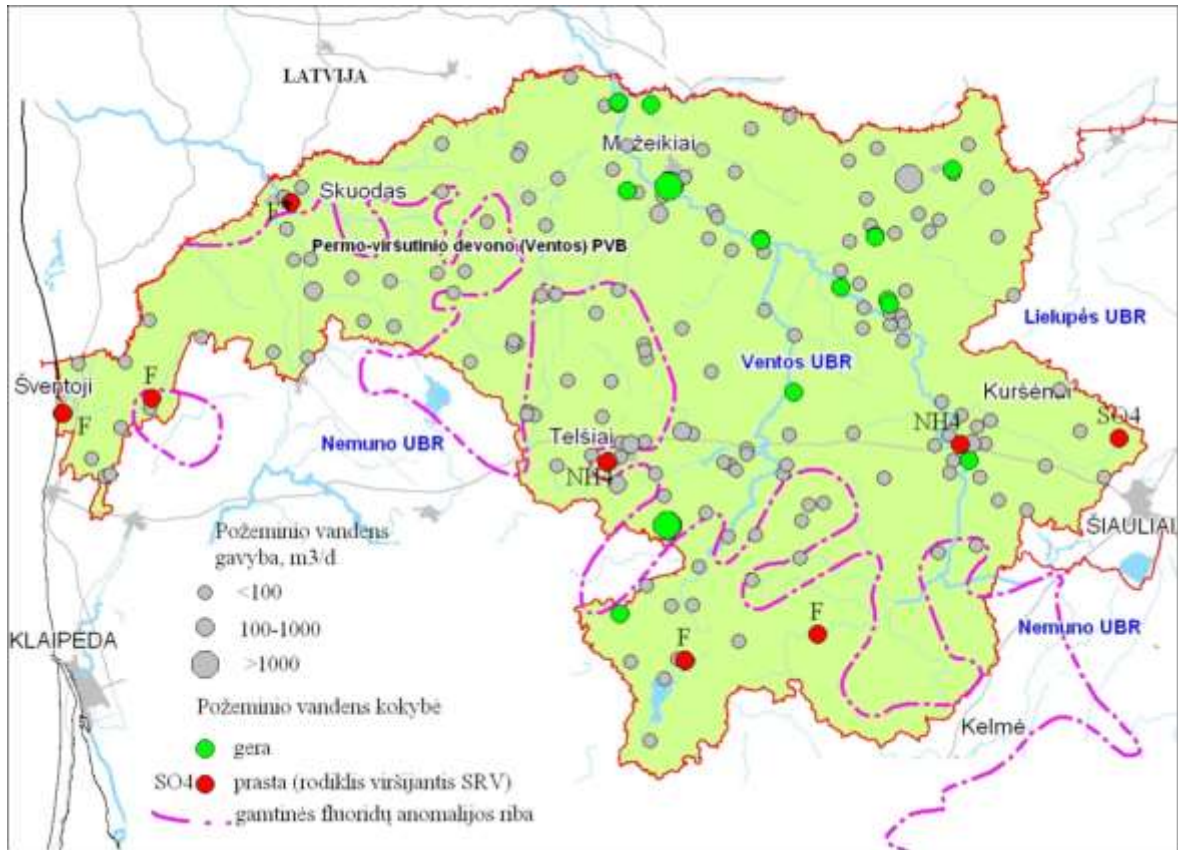 LATVIJA
Mažeikiai
Skuodas
F
Permo-viršutinio devono (Ventos) PVB
Lielupės UBR
Ventos UBR
Šventoji
F
F
Kuršėnai
SO4
NH4
Nemuno UBR
Telšiai
NH4
ŠIAULIAI
Požeminio vandens
gavyba, m3/d
<100
100-1000
>1000
KLAIPĖDA
F
F
Nemuno UBR
Kelmė
Požeminio vandens kokybė
gera
SO4 prasta (rodiklis viršijantis SRV)
gamtinės fluoridų anomalijos riba